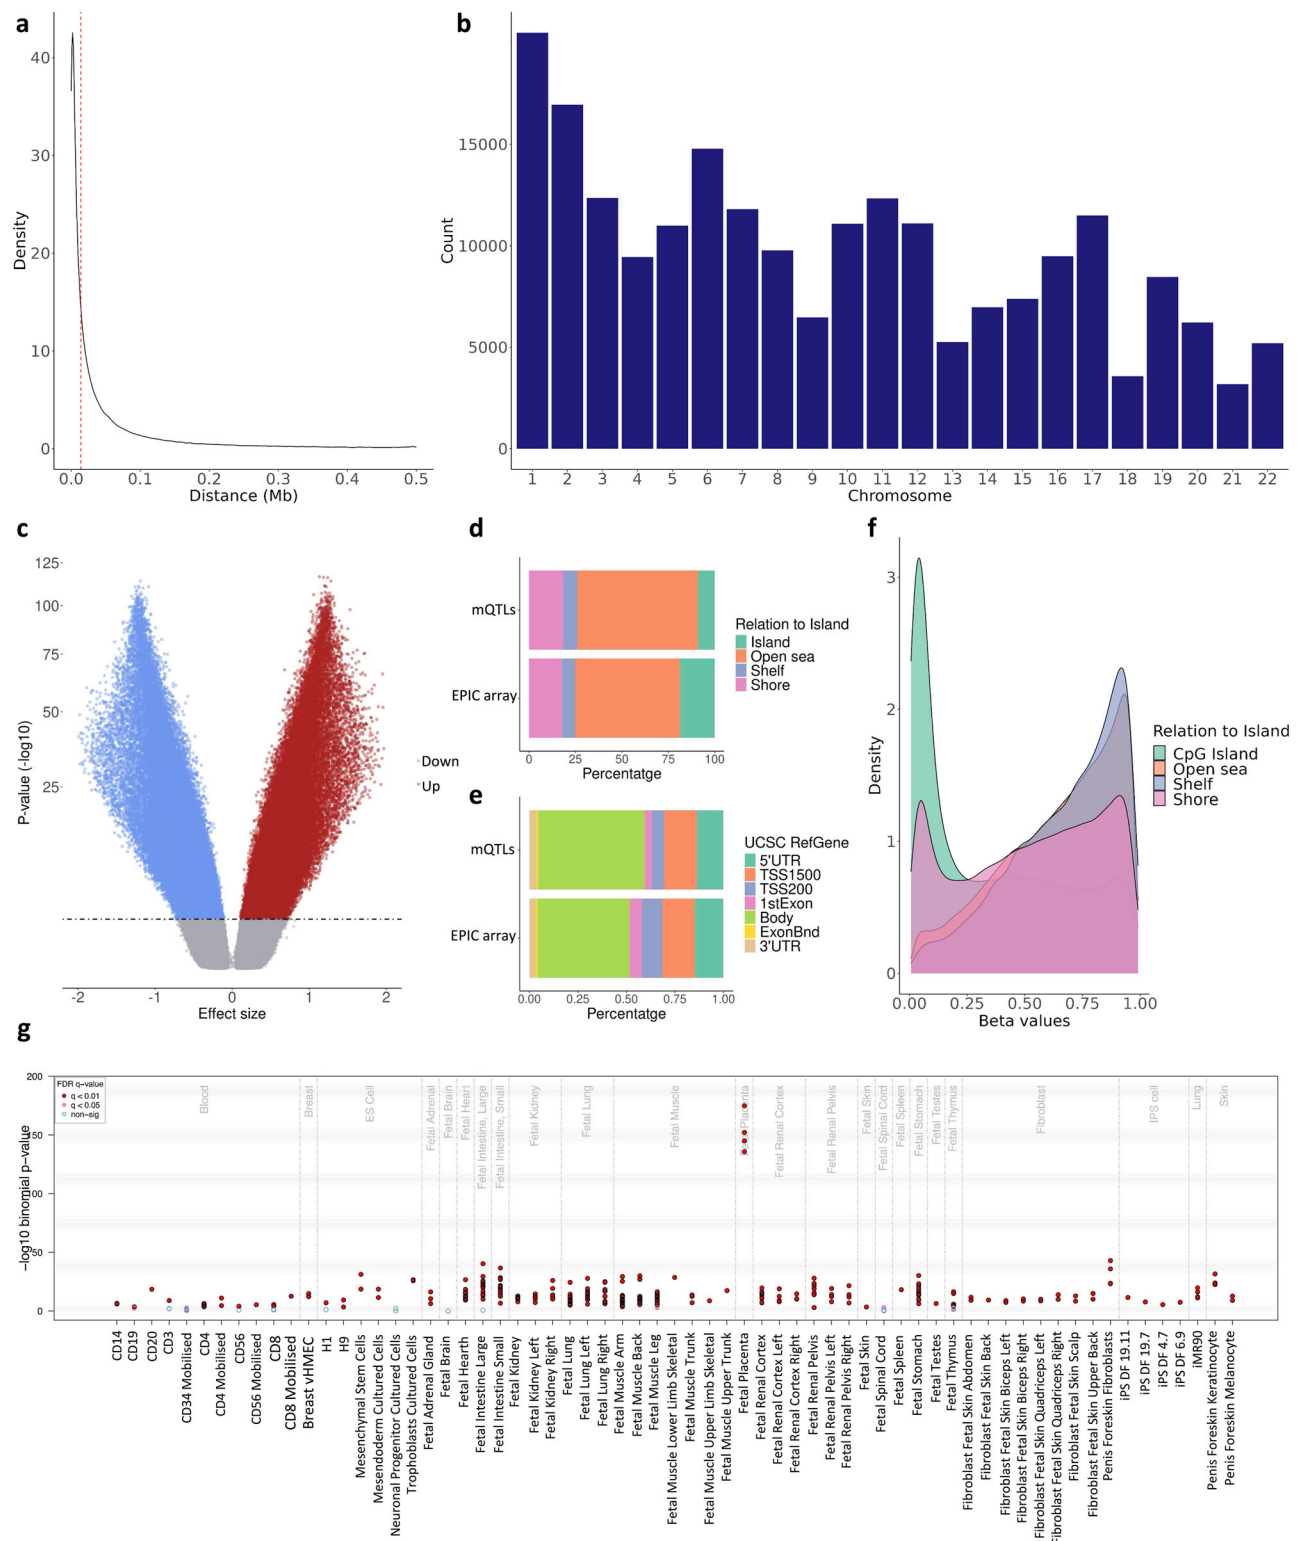 a
40
30
20
10
0
Density
0.0 0.1 0.2 0.3 0.4 0.5
Distance (Mb)
b
15000
10000
5000
0
Count
1 2 3 4 5 6 7 8 9 10 11 12 13 14 15 16 17 18 19 20 21 22
Chromosome
c
125
100
75
50
25
P-value (-log10)
-2 -1 0 1 2
Effect size
Down
Up
d
mQTLs
EPIC array
0 25 50 75 100
Percentatge
Relation to Island
Island
Open sea
Shelf
Shore
e
mQTLs
EPIC array
0.00 0.25 0.50 0.75 1.00
Percentatge
UCSC RefGene
5'UTR
TSS1500
TSS200
1stExon
Body
ExonBnd
3'UTR
f
3
2
1
0
Density
0.00 0.25 0.50 0.75 1.00
Beta values
Relation to Island
CpG Island
Open sea
Shelf
Shore
g
200
150
100
50
0
−log10 binomial p−value
FDR q−value
q < 0.01
q < 0.05
non−sig
Blood
Breast
ES Cell
Fetal Adrenal
Fetal Brain
Fetal Heart
Fetal Intestine, Large
Fetal Intestine, Small
Fetal Kidney
Fetal Lung
Fetal Muscle
Placenta
Fetal Renal Cortex
Fetal Renal Pelvis
Fetal Skin
Fetal Spinal Cord
Fetal Spleen
Fetal Stomach
Fetal Testes
Fetal Thymus
Fibroblast
IPS cell
Lung
Skin
CD14
CD19
CD20
CD3
CD34 Mobilised
CD4
CD4 Mobilised
CD56
CD56 Mobilised
CD8
CD8 Mobilised
Breast vHMEC
H1
H9
Mesenchymal Stem Cells
Mesendoderm Cultured Cells
Neuronal Progenitor Cultured Cells
Trophoblasts Cultured Cells
Fetal Adrenal Gland
Fetal Brain
Fetal Hearth
Fetal Intestine Large
Fetal Intestine Small
Fetal Kidney
Fetal Kidney Left
Fetal Kidney Right
Fetal Lung
Fetal Lung Left
Fetal Lung Right
Fetal Muscle Arm
Fetal Muscle Back
Fetal Muscle Leg
Fetal Muscle Lower Limb Skeletal
Fetal Muscle Trunk
Fetal Muscle Upper Limb Skeletal
Fetal Muscle Upper Trunk
Fetal Placenta
Fetal Renal Cortex
Fetal Renal Cortex Left
Fetal Renal Cortex Right
Fetal Renal Pelvis
Fetal Renal Pelvis Left
Fetal Renal Pelvis Right
Fetal Skin
Fetal Spinal Cord
Fetal Spleen
Fetal Stomach
Fetal Testes
Fetal Thymus
Fibroblast Fetal Skin Abdomen
Fibroblast Fetal Skin Back
Fibroblast Fetal Skin Biceps Left
Fibroblast Fetal Skin Biceps Right
Fibroblast Fetal Skin Quadriceps Left
Fibroblast Fetal Skin Quadriceps Right
Fibroblast Fetal Skin Scalp
Fibroblast Fetal Skin Upper Back
Penis Foreskin Fibroblasts
iPS DF 19.11
iPS DF 19.7
iPS DF 4.7
iPS DF 6.9
iMR90
Penis Foreskin Keratinocyte
Penis Foreskin Melanocyte